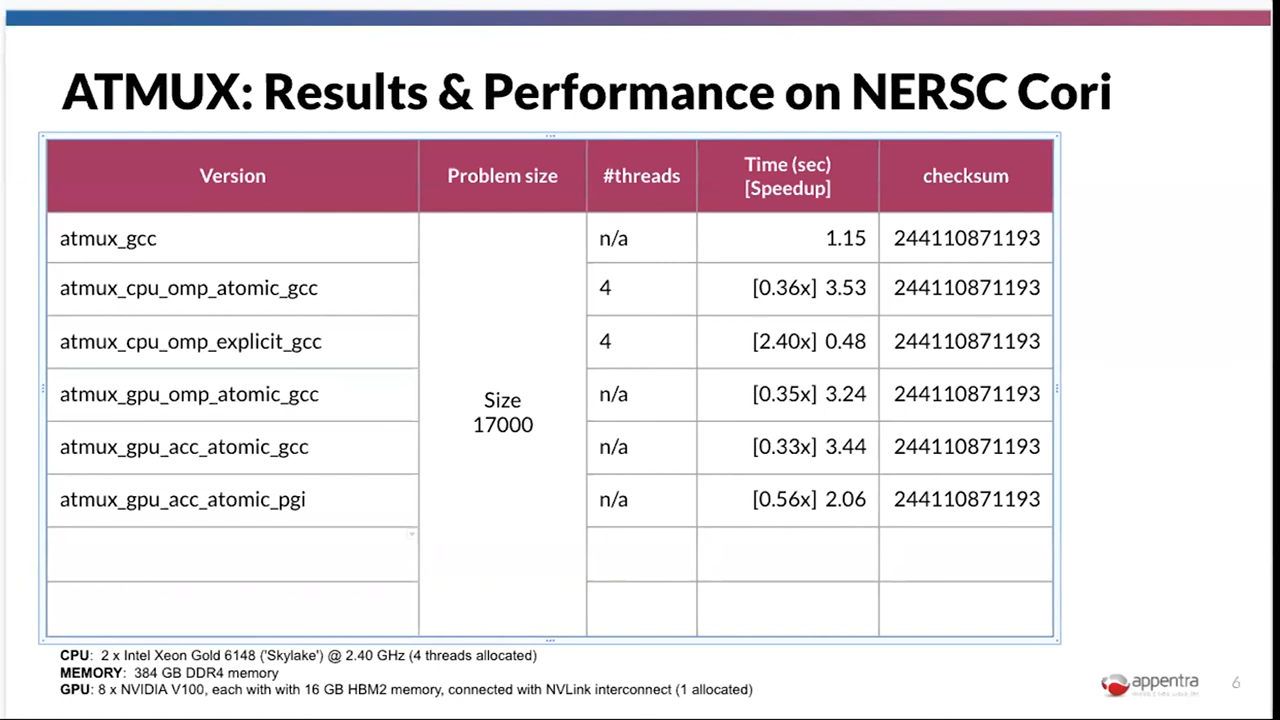 ATMUX: Results & Performance on NERSC Cori
Version Problem size #threads Time (sec) [Speedup] checksum
atmux_gcc n/a 1.15 244110871193
atmux_cpu_omp_atomic_gcc 4 [0.36x] 3.53 244110871193
atmux_cpu_omp_explicit_gcc 4 [2.40x] 0.48 244110871193
atmux_gpu_omp_atomic_gcc n/a [0.35x] 3.24 244110871193
Size
17000
atmux_gpu_acc_atomic_gcc n/a [0.33x] 3.44 244110871193
atmux_gpu_acc_atomic_pgi n/a [0.56x] 2.06 244110871193
CPU: 2 x Intel Xeon Gold 6148 ('Skylake') @ 2.40 GHz (4 threads allocated)
MEMORY: 384 GB DDR4 memory
GPU: 8 x NVIDIA V100, each with with 16 GB HBM2 memory, connected with NVLink interconnect (1 allocated)
appentra
6